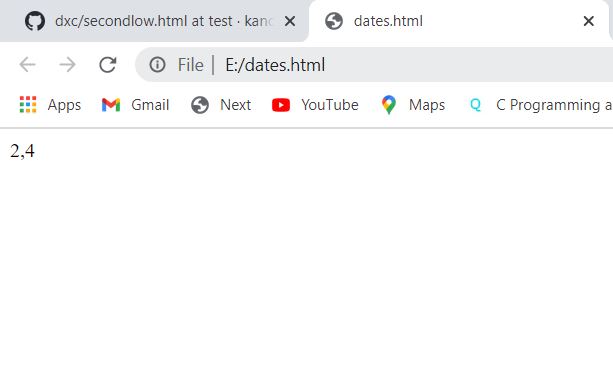 dxc/secondlow.html at test · kanc
dates.html
File | E:/dates.html
Apps Gmail Next YouTube Maps C Programming a
2,4